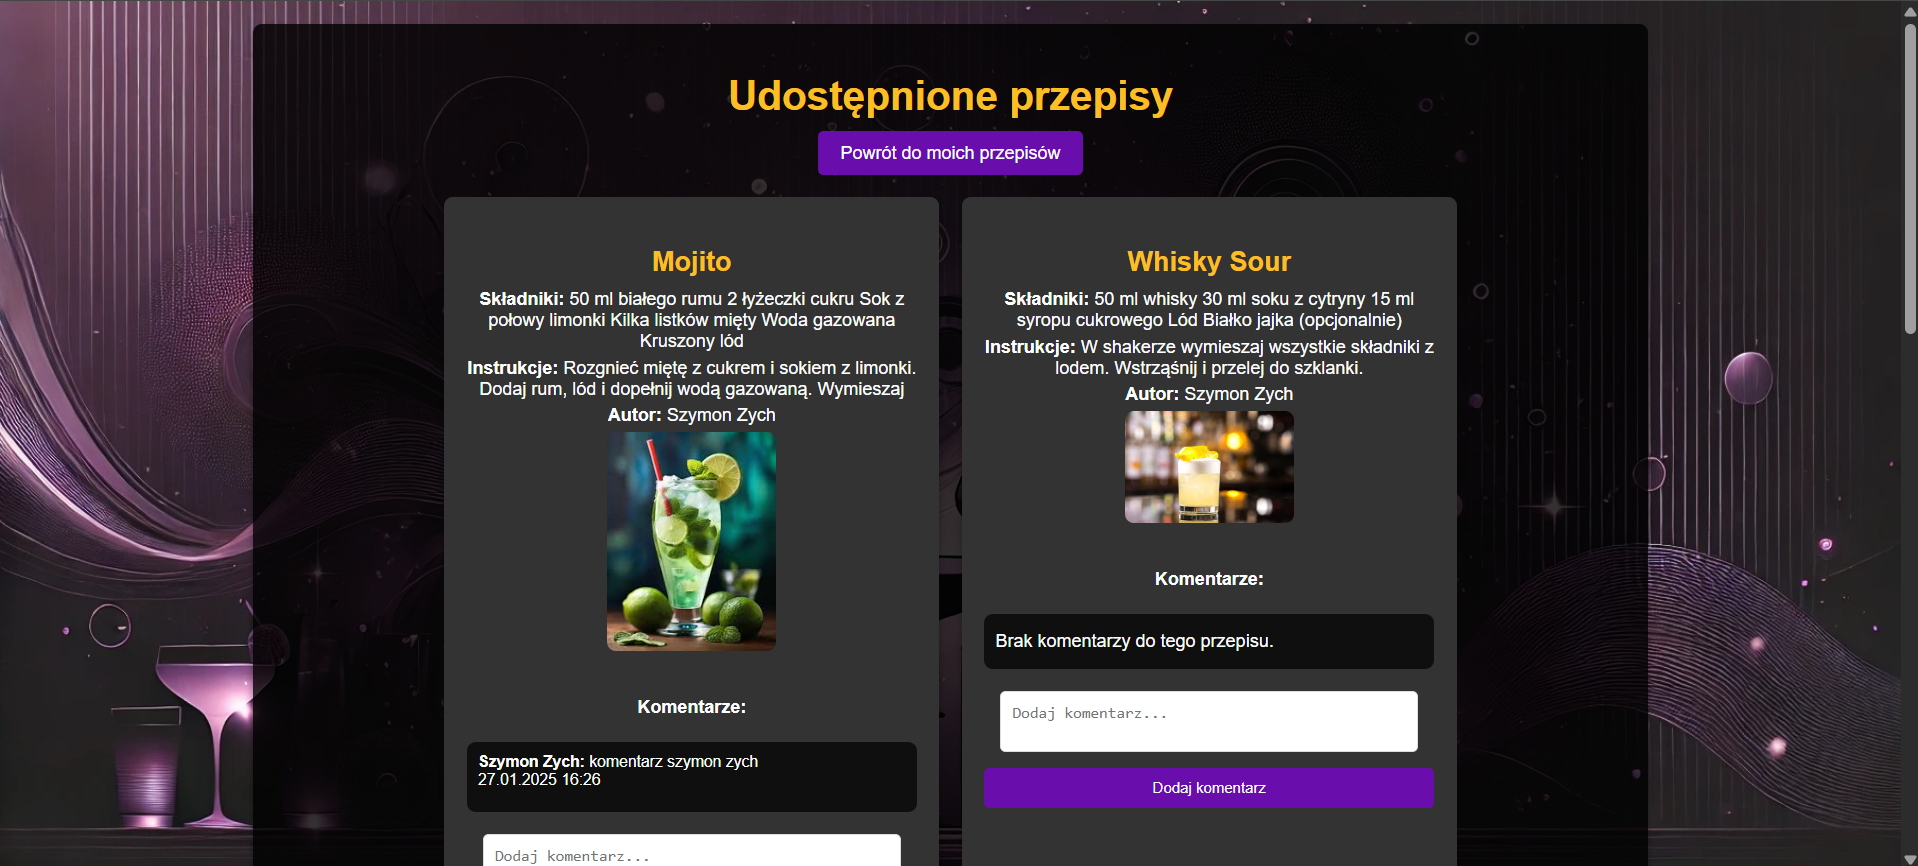 Udostępnione przepisy
Powrót do moich przepisów
Mojito
Składniki: 50 ml białego rumu 2 łyżeczki cukru Sok z
połowy limonki Kilka listków mięty Woda gazowana
Kruszony lód
Instrukcje: Rozgnieć miętę z cukrem i sokiem z limonki.
Dodaj rum, lód i dopełnij wodą gazowaną. Wymieszaj
Autor: Szymon Zych
Komentarze:
Szymon Zych: komentarz szymon zych
27.01.2025 16:26
Dodaj komentarz...
Whisky Sour
Składniki: 50 ml whisky 30 ml soku z cytryny 15 ml
syropu cukrowego Lód Białko jajka (opcjonalnie)
Instrukcje: W shakerze wymieszaj wszystkie składniki z
lodem. Wstrząśnij i przelej do szklanki.
Autor: Szymon Zych
Komentarze:
Brak komentarzy do tego przepisu.
Dodaj komentarz...
Dodaj komentarz